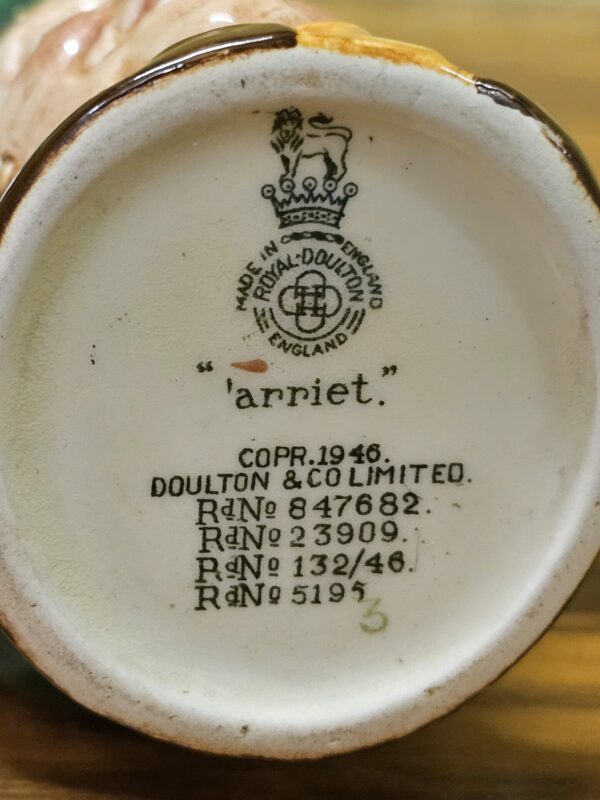 MADE IN ENGLAND
ROYAL·DOULTON
ENGLAND
" 'arriet."
COPR.1946.
DOULTON & CO LIMITED.
RdNo 847682.
RdNo 23909.
RdNo 132/46.
RdNo 5195
3